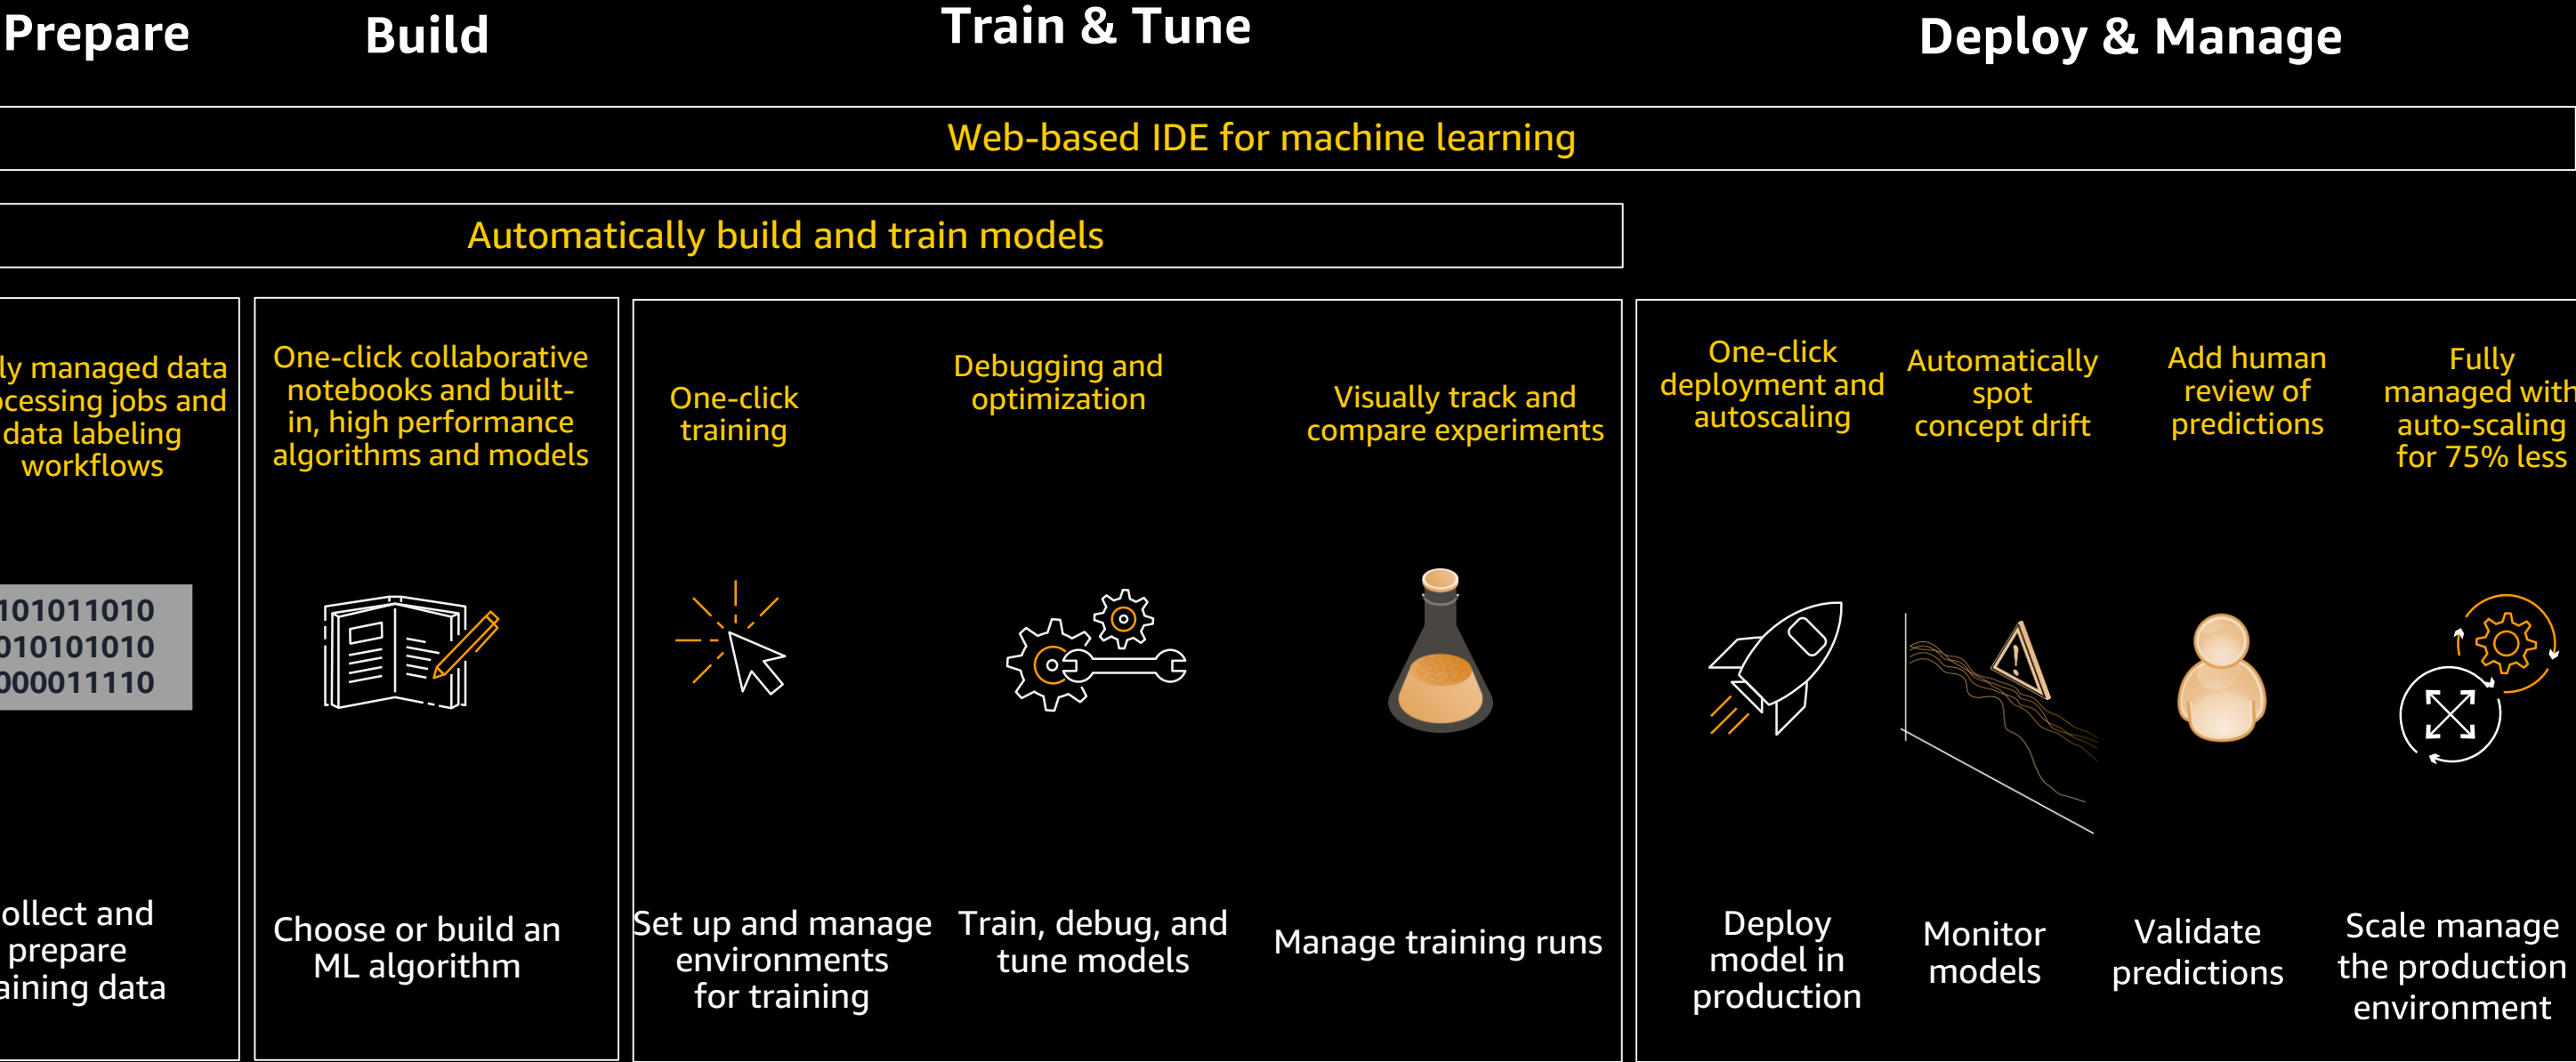 Prepare
Build
Train & Tune
Deploy & Manage
Web-based IDE for machine learning
Automatically build and train models
ly managed data
ocessing jobs and
data labeling
workflows
One-click collaborative
notebooks and built-
in, high performance
algorithms and models
One-click
training
Debugging and
optimization
Visually track and
compare experiments
One-click
deployment and
autoscaling
Automatically
spot
concept drift
Add human
review of
predictions
Fully
managed with
auto-scaling
for 75% less
101011010
010101010
000011110
ollect and
prepare
aining data
Choose or build an
ML algorithm
Set up and manage
environments
for training
Train, debug, and
tune models
Manage training runs
Deploy
model in
production
Monitor
models
Validate
predictions
Scale manage
the production
environment